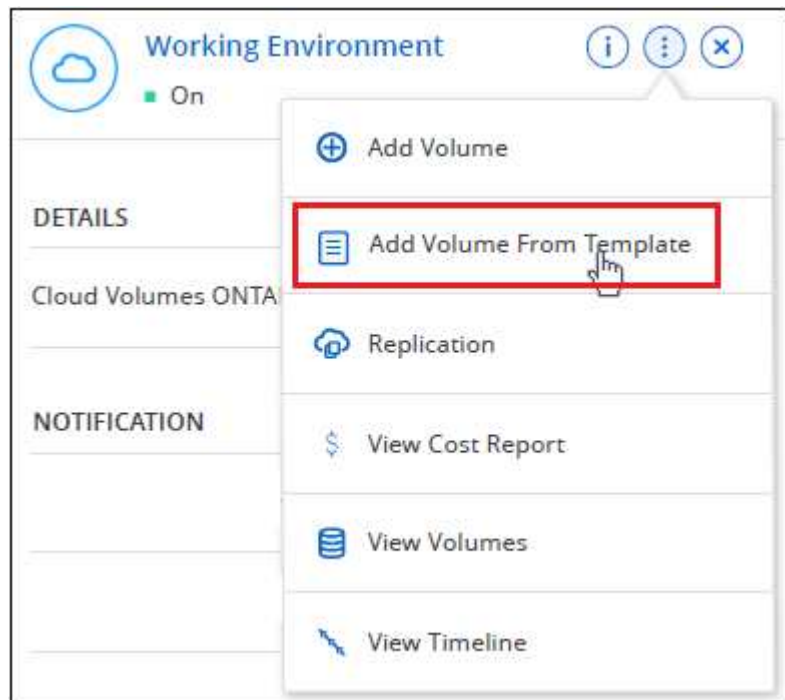 Working Environment
On
Add Volume
DETAILS
Add Volume From Template
Cloud Volumes ONTA
Replication
NOTIFICATION
View Cost Report
View Volumes
View Timeline